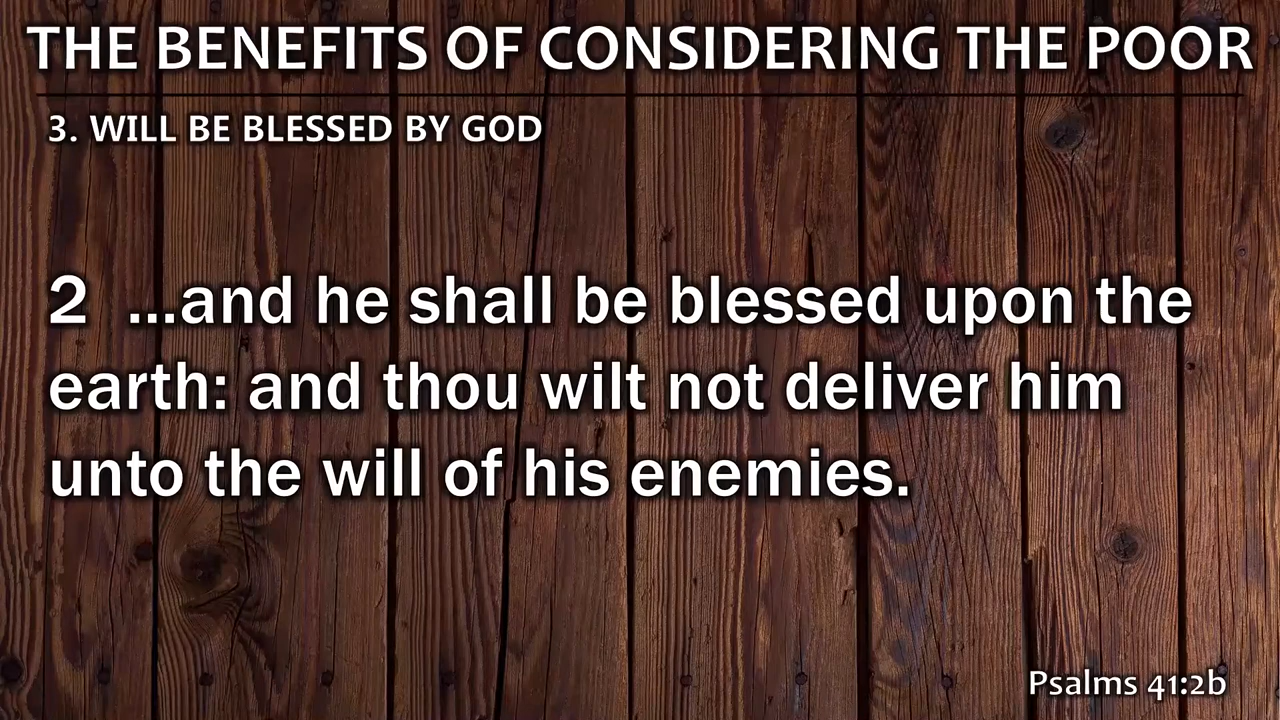 THE BENEFITS OF CONSIDERING THE POOR
3. WILL BE BLESSED BY GOD
2 ...and he shall be blessed upon the
earth: and thou wilt not deliver him
unto the will of his enemies.
Psalms 41:2b